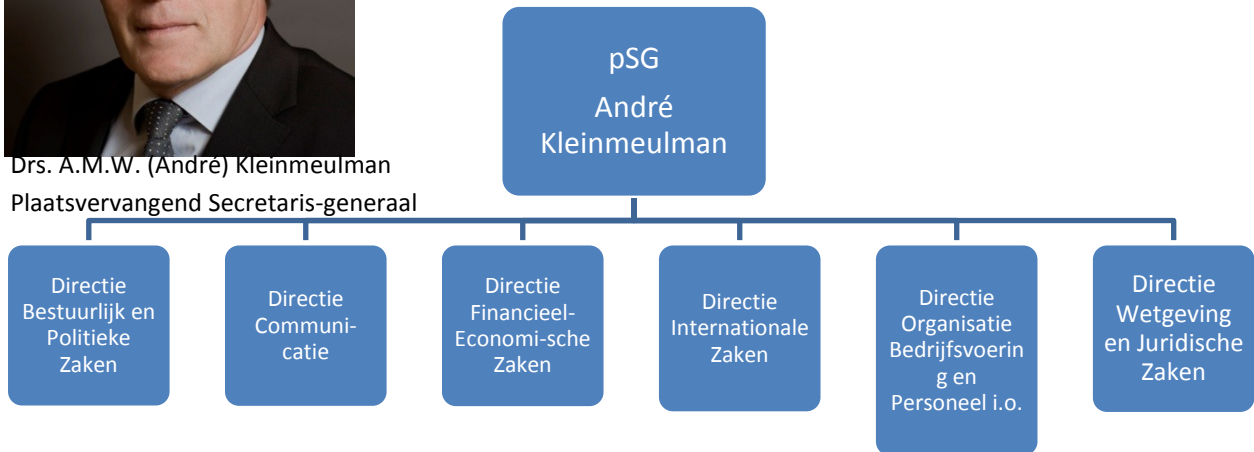 pSG
André
Kleinmeulman
Drs. A.M.W. (André) Kleinmeulman
Plaatsvervangend Secretaris-generaal
Directie
Bestuurlijk en
Politieke
Zaken
Directie
Communi-
catie
Directie
Financieel-
Economi-sche
Zaken
Directie
Internationale
Zaken
Directie
Organisatie
Bedrijfsvoerin
g en
Personeel i.o.
Directie
Wetgeving
en Juridische
Zaken